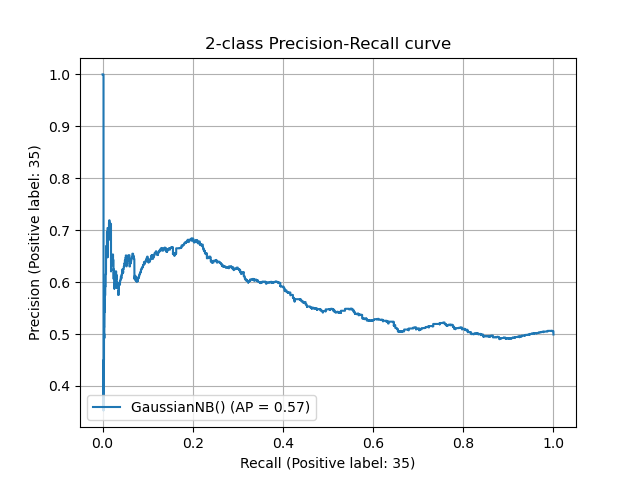 2-class Precision-Recall curve
1.0
0.9
0.8
0.7
0.6
0.5
0.4
Precision (Positive label: 35)
GaussianNB() (AP = 0.57)
0.0 0.2 0.4 0.6 0.8 1.0
Recall (Positive label: 35)